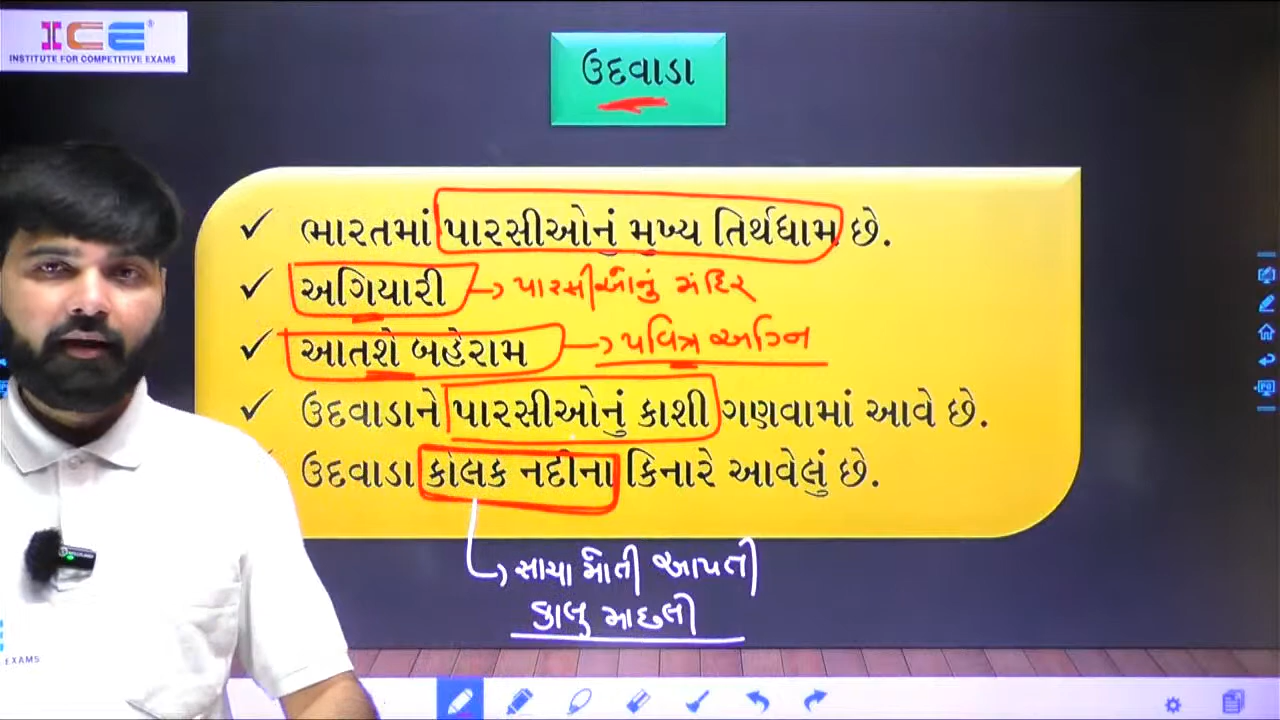 ICE
INSTITUTE FOR COMPETITIVE EXAMS
ઉદવાડા
ભારતમાં પારસીઓનું મુખ્ય તિર્થધામ છે.
અગિયારી → પારસીઓનું મંદિર
આતશે બહેરામ → પવિત્ર અગ્નિ
ઉદવાડાને પારસીઓનું કાશી ગણવામાં આવે છે.
ઉદવાડા કોલક નદીના કિનારે આવેલું છે.
→ સાચા મોતી આપતી
કાલુ માછલી
EXAMS